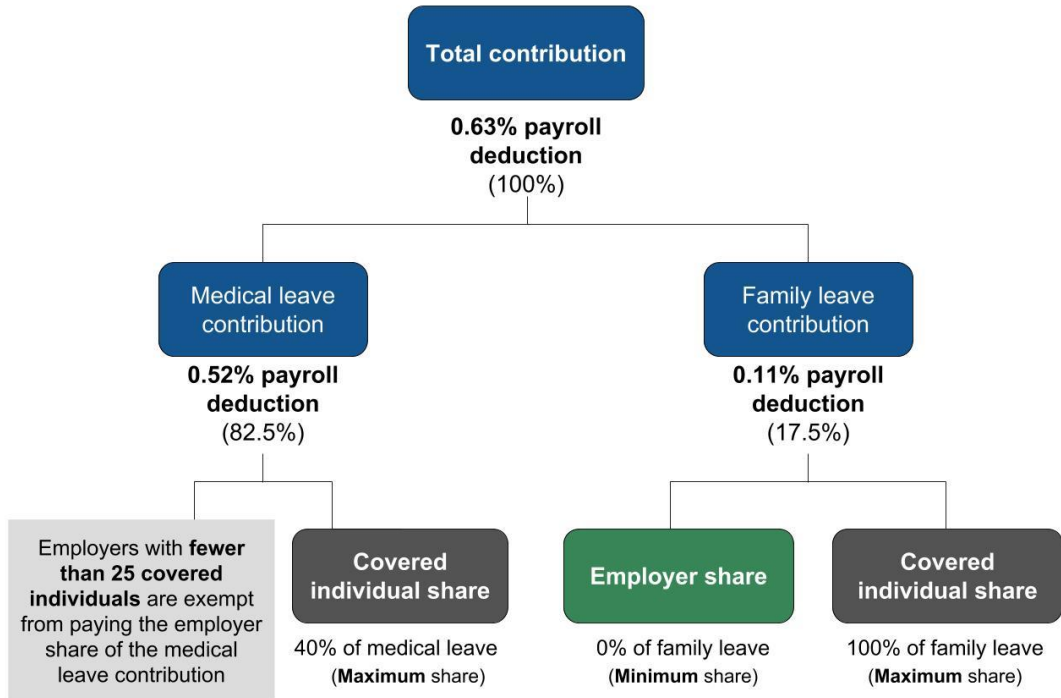 Total contribution
0.63% payroll
deduction
(100%)
Medical leave
contribution
0.52% payroll
deduction
(82.5%)
Family leave
contribution
0.11% payroll
deduction
(17.5%)
Employers with fewer
than 25 covered
individuals are exempt
from paying the employer
share of the medical
leave contribution
Covered
individual share
40% of medical leave
(Maximum share)
Employer share
0% of family leave
(Minimum share)
Covered
individual share
100% of family leave
(Maximum share)